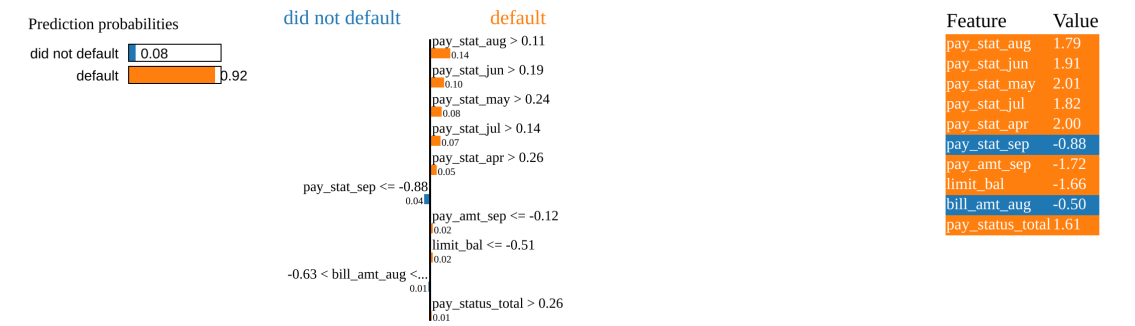 Prediction probabilities
did not default 0.08
default 0.92
did not default default
pay_stat_aug > 0.11
0.14
pay_stat_jun > 0.19
0.10
pay_stat_may > 0.24
0.08
pay_stat_jul > 0.14
0.07
pay_stat_apr > 0.26
0.05
pay_stat_sep <= -0.88
0.04
pay_amt_sep <= -0.12
0.02
limit_bal <= -0.51
0.02
-0.63 < bill_amt_aug <...
0.01
pay_status_total > 0.26
0.01
Feature Value
pay_stat_aug 1.79
pay_stat_jun 1.91
pay_stat_may 2.01
pay_stat_jul 1.82
pay_stat_apr 2.00
pay_stat_sep -0.88
pay_amt_sep -1.72
limit_bal -1.66
bill_amt_aug -0.50
pay_status_total 1.61